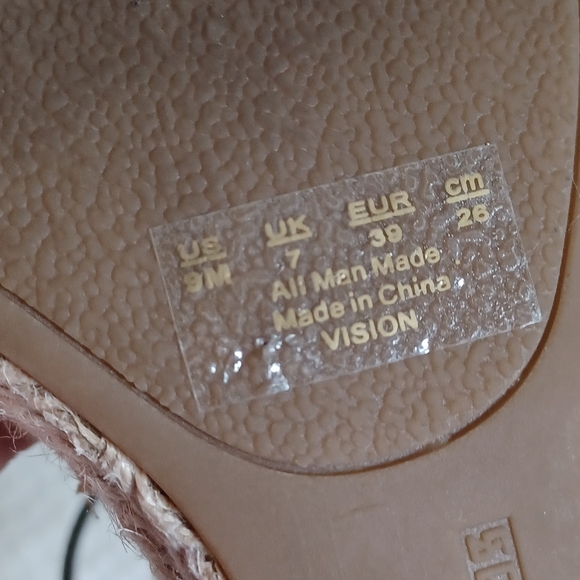 US UK EUR cm
9M 7 39 26
All Man Made
Made in China
VISION